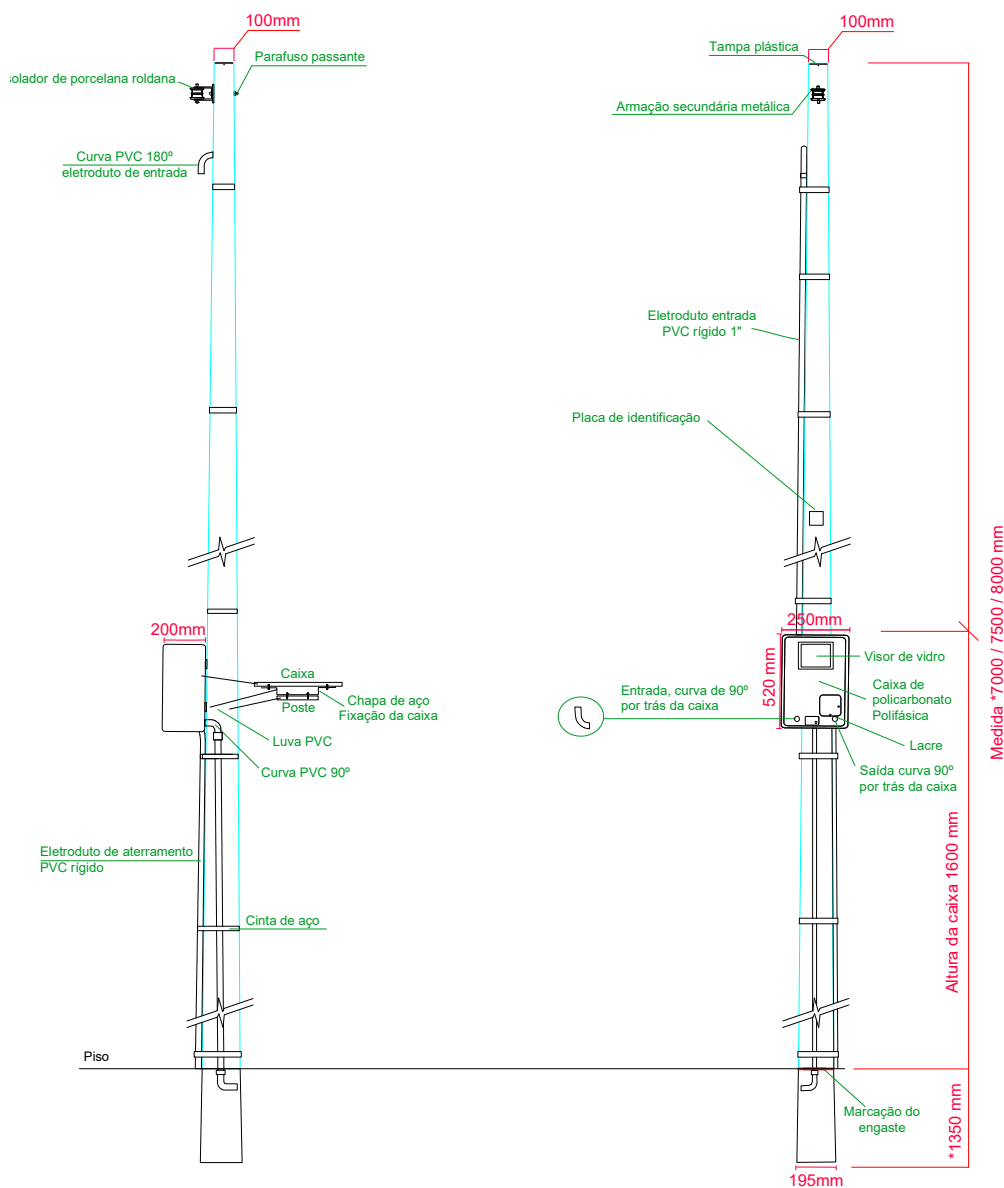 100mm
Parafuso passante
solador de porcelana roldana
Curva PVC 180º
eletroduto de entrada
200mm
Caixa
Poste
Chapa de aço
Fixação da caixa
Luva PVC
Curva PVC 90º
Eletroduto de aterramento
PVC rígido
Cinta de aço
Piso
100mm
Tampa plástica
Armação secundária metálica
Eletroduto entrada
PVC rígido 1"
Placa de identificação
250mm
520 mm
Visor de vidro
Caixa de
policarbonato
Polifásica
Entrada, curva de 90º
por trás da caixa
Lacre
Saída curva 90º
por trás da caixa
Marcação do
engaste
195mm
Medida *7000 / 7500 / 8000 mm
Altura da caixa 1600 mm
*1350 mm